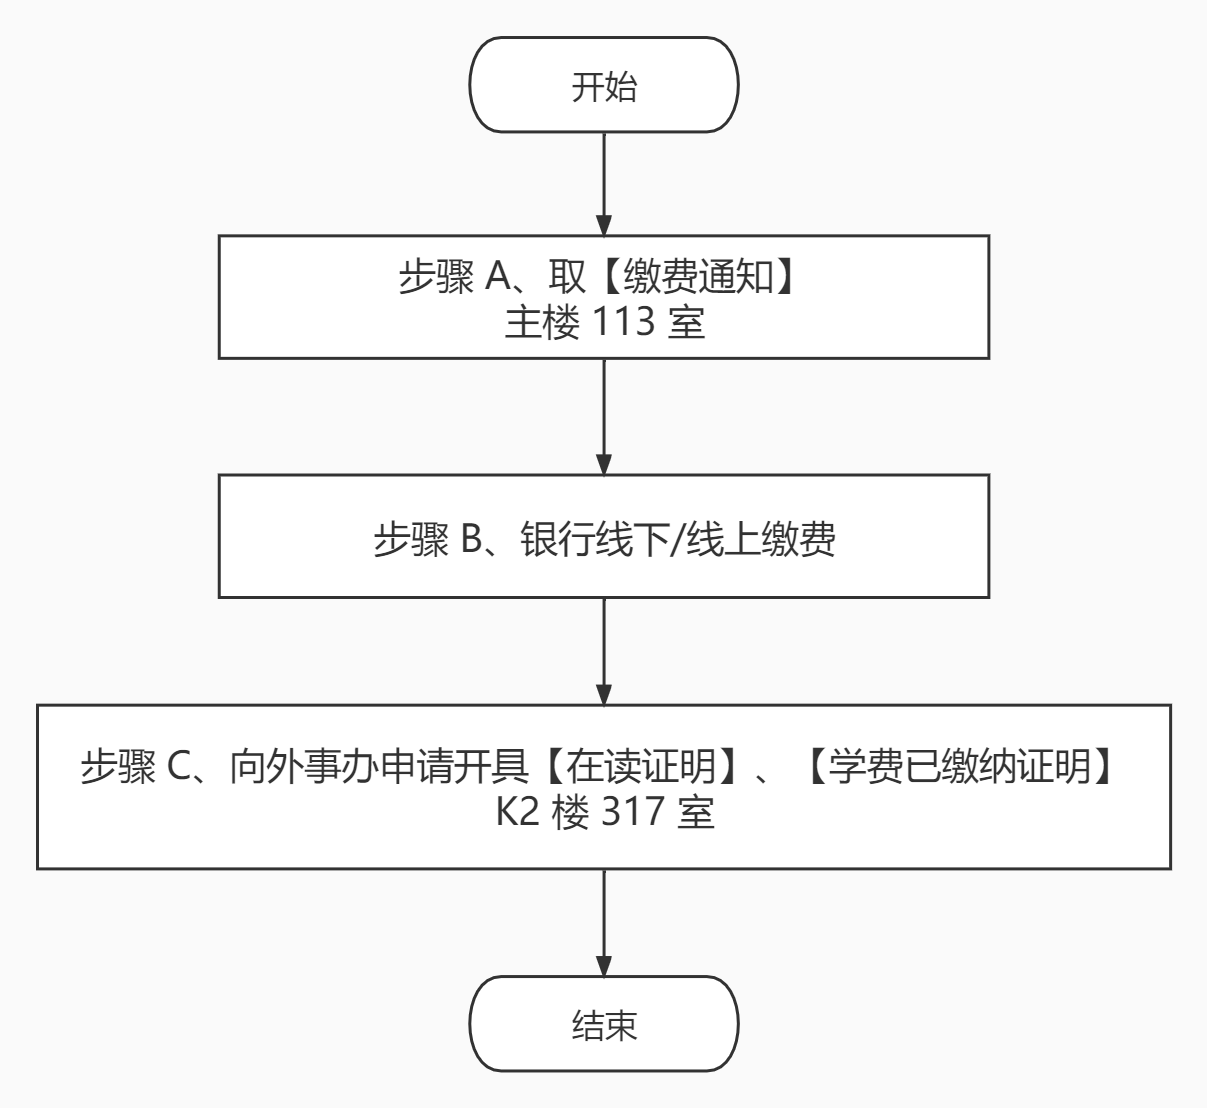 开始
步骤 A、取【缴费通知】
主楼 113 室
步骤 B、银行线下/线上缴费
步骤 C、向外事办申请开具【在读证明】、【学费已缴纳证明】
K2 楼 317 室
结束